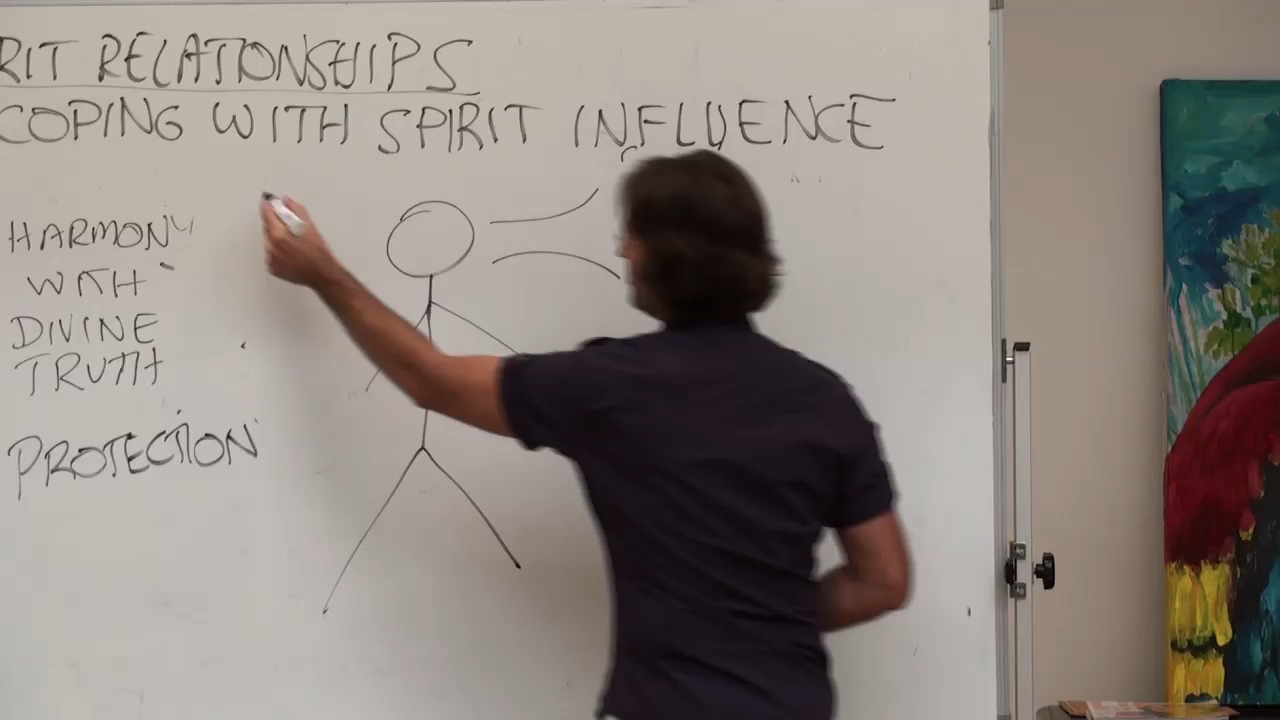 RIT RELATIONSHIPS
COPING WITH SPIRIT INFLUENCE
HARMONY
WITH
DIVINE
TRUTH
PROTECTION